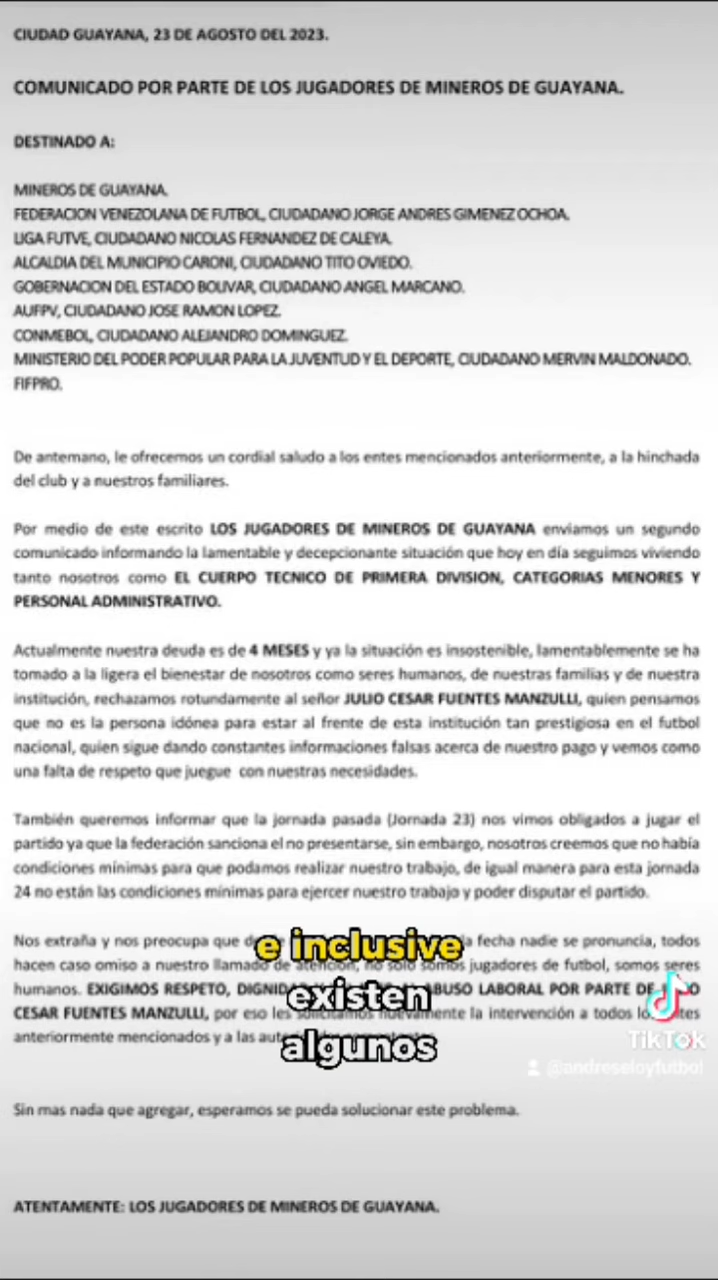 CIUDAD GUAYANA, 23 DE AGOSTO DEL 2023.
COMUNICADO POR PARTE DE LOS JUGADORES DE MINEROS DE GUAYANA.
DESTINADO A:
MINEROS DE GUAYANA.
FEDERACION VENEZOLANA DE FUTBOL, CIUDADANO JORGE ANDRES GIMENEZ OCHOA.
LIGA FUTVE, CIUDADANO NICOLAS FERNANDEZ DE CALEYA.
ALCALDIA DEL MUNICIPIO CARONI, CIUDADANO TITO OVIEDO.
GOBERNACION DEL ESTADO BOLIVAR, CIUDADANO ANGEL MARCANO.
AUFPV, CIUDADANO JOSE RAMON LOPEZ.
CONMEBOL, CIUDADANO ALEJANDRO DOMINGUEZ.
MINISTERIO DEL PODER POPULAR PARA LA JUVENTUD Y EL DEPORTE, CIUDADANO MERVIN MALDONADO.
FIFPRO.
De antemano, le ofrecemos un cordial saludo a los entes mencionados anteriormente, a la hinchada
del club y a nuestros familiares.
Por medio de este escrito LOS JUGADORES DE MINEROS DE GUAYANA enviamos un segundo
comunicado informando la lamentable y decepcionante situación que hoy en día seguimos viviendo
tanto nosotros como EL CUERPO TECNICO DE PRIMERA DIVISION, CATEGORIAS MENORES Y
PERSONAL ADMINISTRATIVO.
Actualmente nuestra deuda es de 4 MESES y ya la situación es insostenible, lamentablemente se ha
tomado a la ligera el bienestar de nosotros como seres humanos, de nuestras familias y de nuestra
institución, rechazamos rotundamente al señor JULIO CESAR FUENTES MANZULLI, quien pensamos
que no es la persona idónea para estar al frente de esta institución tan prestigiosa en el futbol
nacional, quien sigue dando constantes informaciones falsas acerca de nuestro pago y vemos como
una falta de respeto que juegue con nuestras necesidades.
También queremos informar que la jornada pasada (Jornada 23) nos vimos obligados a jugar el
partido ya que la federación sanciona el no presentarse, sin embargo, nosotros creemos que no había
condiciones mínimas para que podamos realizar nuestro trabajo, de igual manera para esta jornada
24 no están las condiciones mínimas para ejercer nuestro trabajo y poder disputar el partido.
Nos extraña y nos preocupa que fecha nadie se pronuncia, todos
hacen caso omiso a nuestro llamado de atención, no solo somos jugadores de futbol, somos seres
humanos. EXIGIMOS RESPETO, LABORAL POR PARTE DE
CESAR FUENTES MANZULLI, por eso les solicitamos nuevamente la intervención a todos
anteriormente mencionados y a las
e inclusive
existen
algunos
TikTok
@andreseloyfutbol
Sin mas nada que agregar, esperamos se pueda solucionar este problema.
ATENTAMENTE: LOS JUGADORES DE MINEROS DE GUAYANA.